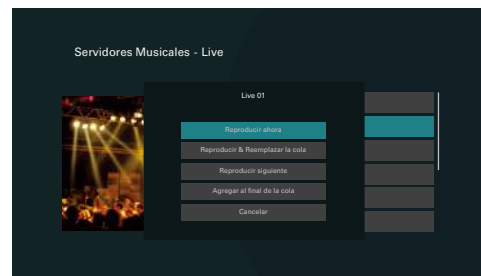 Servidores Musicales - Live
Live 01
Reproducir ahora
Reproducir & Reemplazar la cola
Reproducir siguiente
Agregar al final de la cola
Cancelar